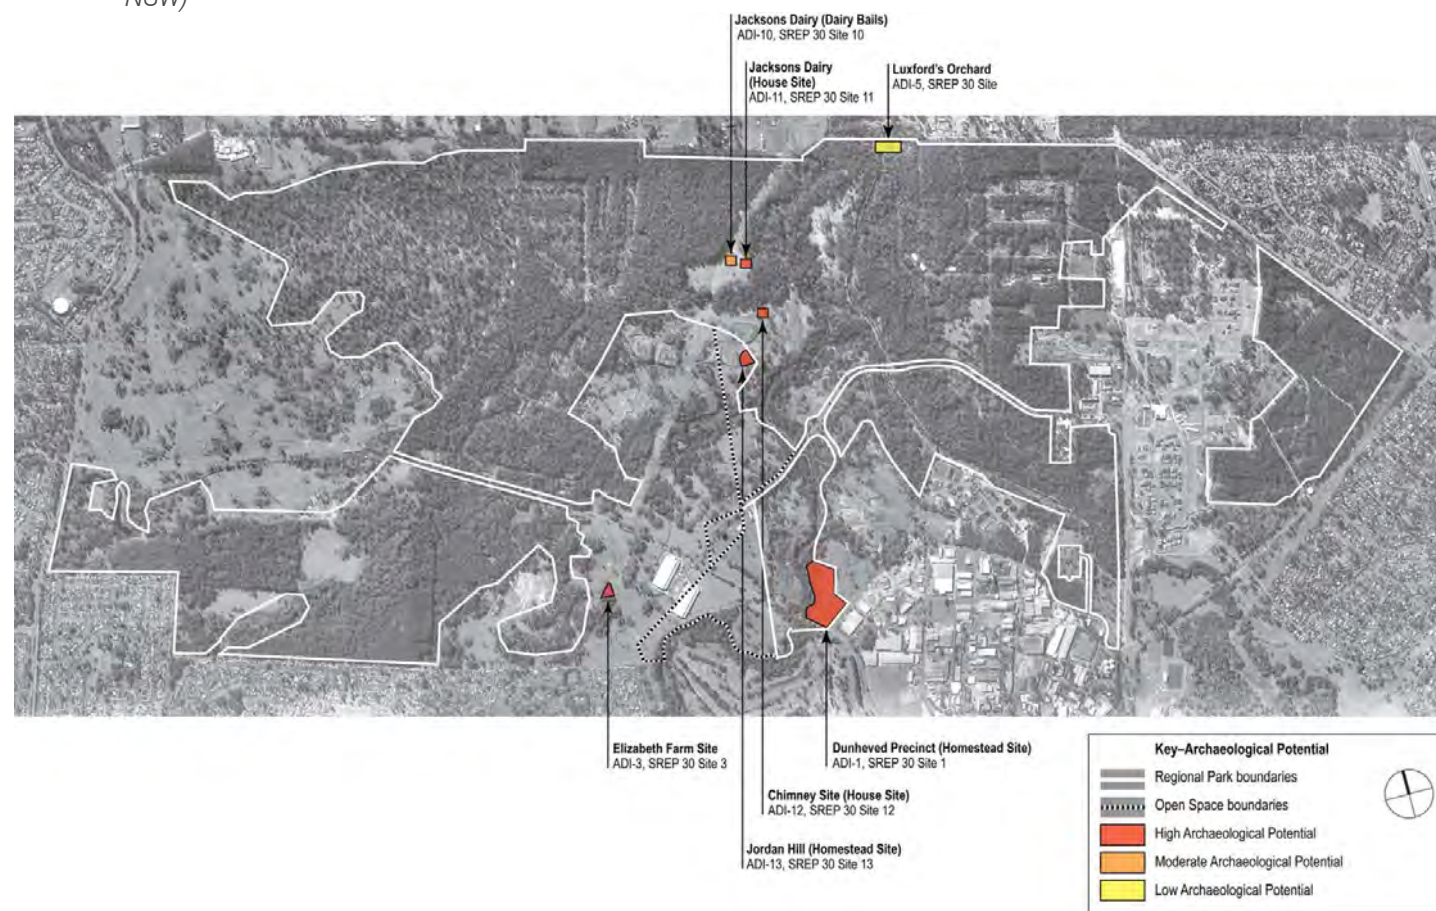 NSW)
Jacksons Dairy (Dairy Bails)
ADI-10, SREP 30 Site 10
Jacksons Dairy
(House Site)
ADI-11, SREP 30 Site 11
Luxford's Orchard
ADI-5, SREP 30 Site
Elizabeth Farm Site
ADI-3, SREP 30 Site 3
Dunheved Precinct (Homestead Site)
ADI-1, SREP 30 Site 1
Chimney Site (House Site)
ADI-12, SREP 30 Site 12
Jordan Hill (Homestead Site)
ADI-13, SREP 30 Site 13
Key–Archaeological Potential
Regional Park boundaries
Open Space boundaries
High Archaeological Potential
Moderate Archaeological Potential
Low Archaeological Potential